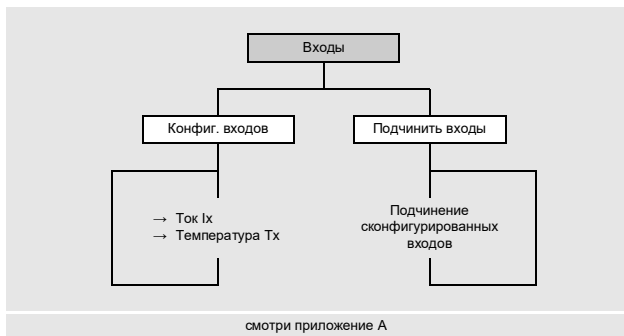 Входы
Конфиг. входов
Подчинить входы
→ Ток Ix
→ Температура Tx
Подчинение
сконфигурированных
входов
смотри приложение А